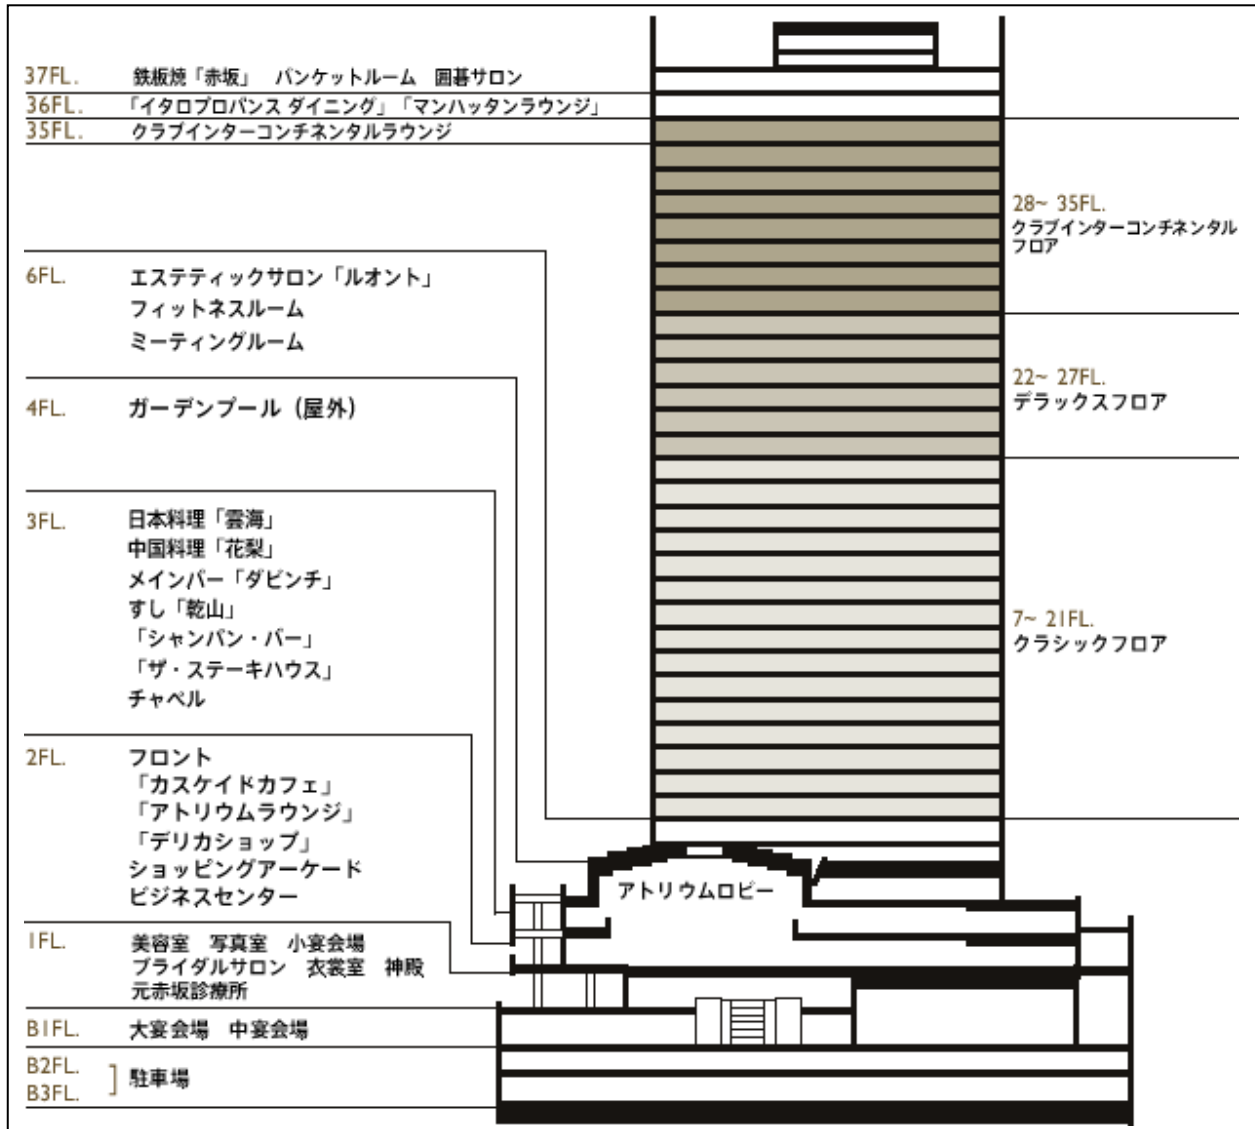 37FL. 鉄板焼「赤坂」 バンケットルーム 囲碁サロン
36FL. 「イタロプロバンス ダイニング」「マンハッタンラウンジ」
35FL. クラブインターコンチネンタルラウンジ
28~ 35FL.
クラブインターコンチネンタル
フロア
6FL. エステティックサロン「ルオント」
フィットネスルーム
ミーティングルーム
22~ 27FL.
デラックスフロア
4FL. ガーデンプール（屋外）
3FL. 日本料理「雲海」
中国料理「花梨」
メインバー「ダビンチ」
すし「乾山」
「シャンパン・バー」
「ザ・ステーキハウス」
チャペル
7~ 21FL.
クラシックフロア
2FL. フロント
「カスケイドカフェ」
「アトリウムラウンジ」
「デリカショップ」
ショッピングアーケード
ビジネスセンター
アトリウムロビー
1FL. 美容室 写真室 小宴会場
ブライダルサロン 衣裳室 神殿
元赤坂診療所
B1FL. 大宴会場 中宴会場
B2FL.
B3FL.
駐車場